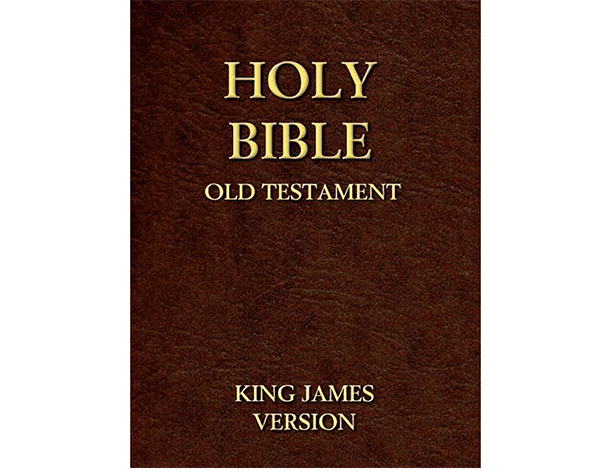 HOLY
BIBLE
OLD TESTAMENT
KING JAMES
VERSION